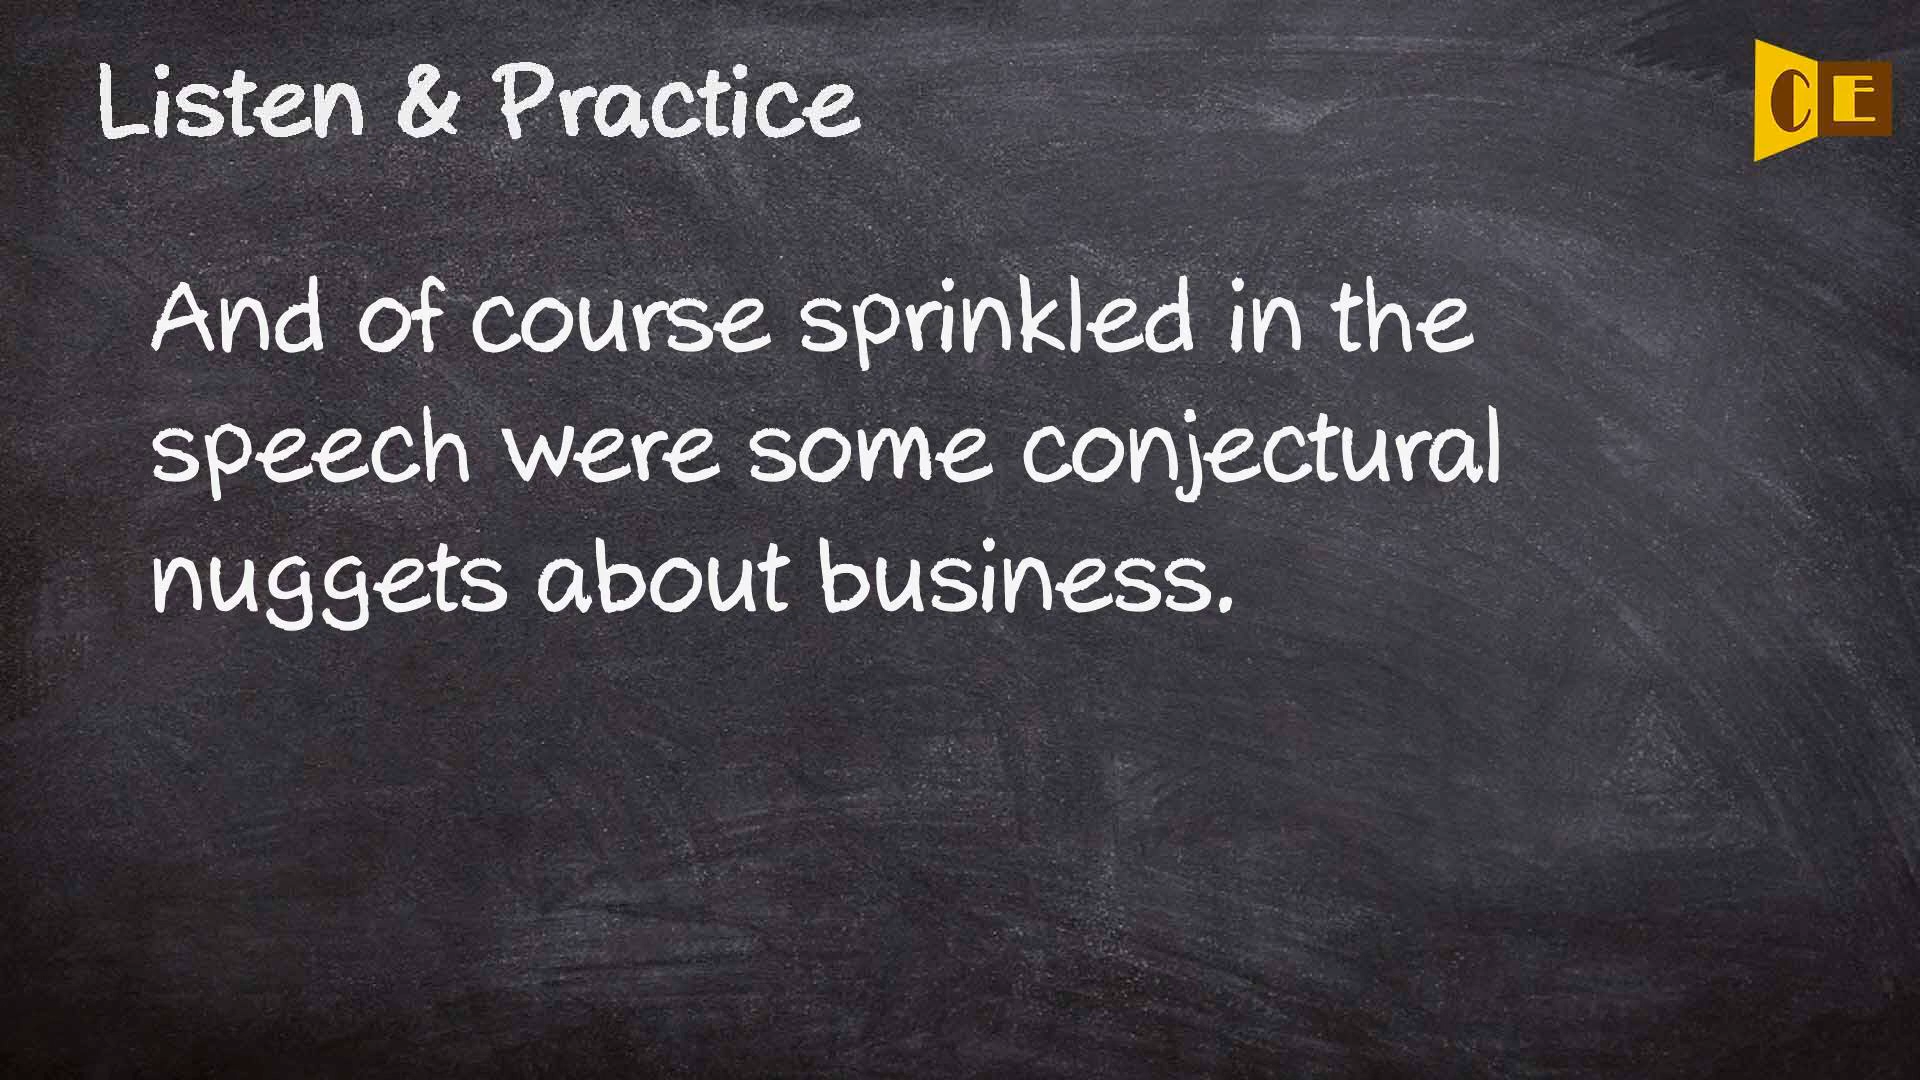 Listen & Practice
CE
And of course sprinkled in the
speech were some conjectural
nuggets about business.